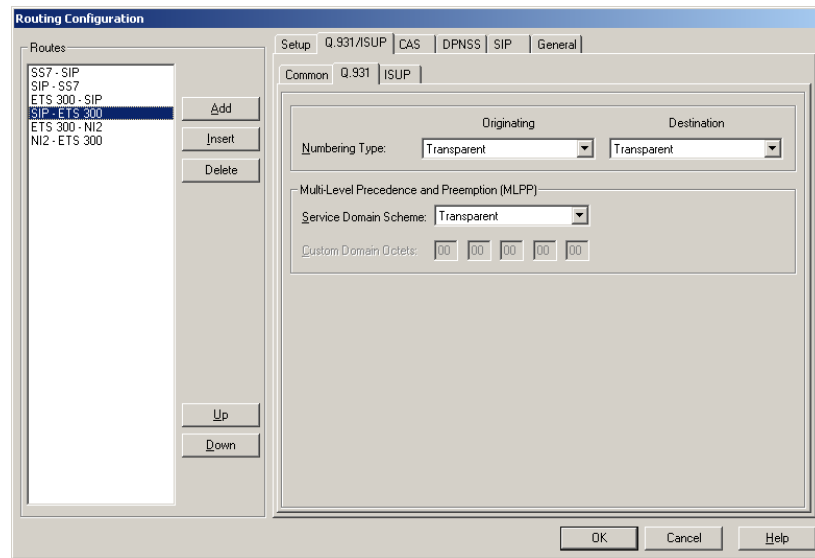 Routing Configuration
Routes
SS7 - SIP
SIP - SS7
ETS 300 - SIP
SIP - ETS 300
ETS 300 - NI2
NI2 - ETS 300
Add
Insert
Delete
Up
Down
Setup Q.931/ISUP CAS DPNSS SIP General
Common Q.931 ISUP
Originating Destination
Numbering Type: Transparent Transparent
Multi-Level Precedence and Preemption (MLPP)
Service Domain Scheme: Transparent
Custom Domain Octets: 00 00 00 00 00
OK Cancel Help